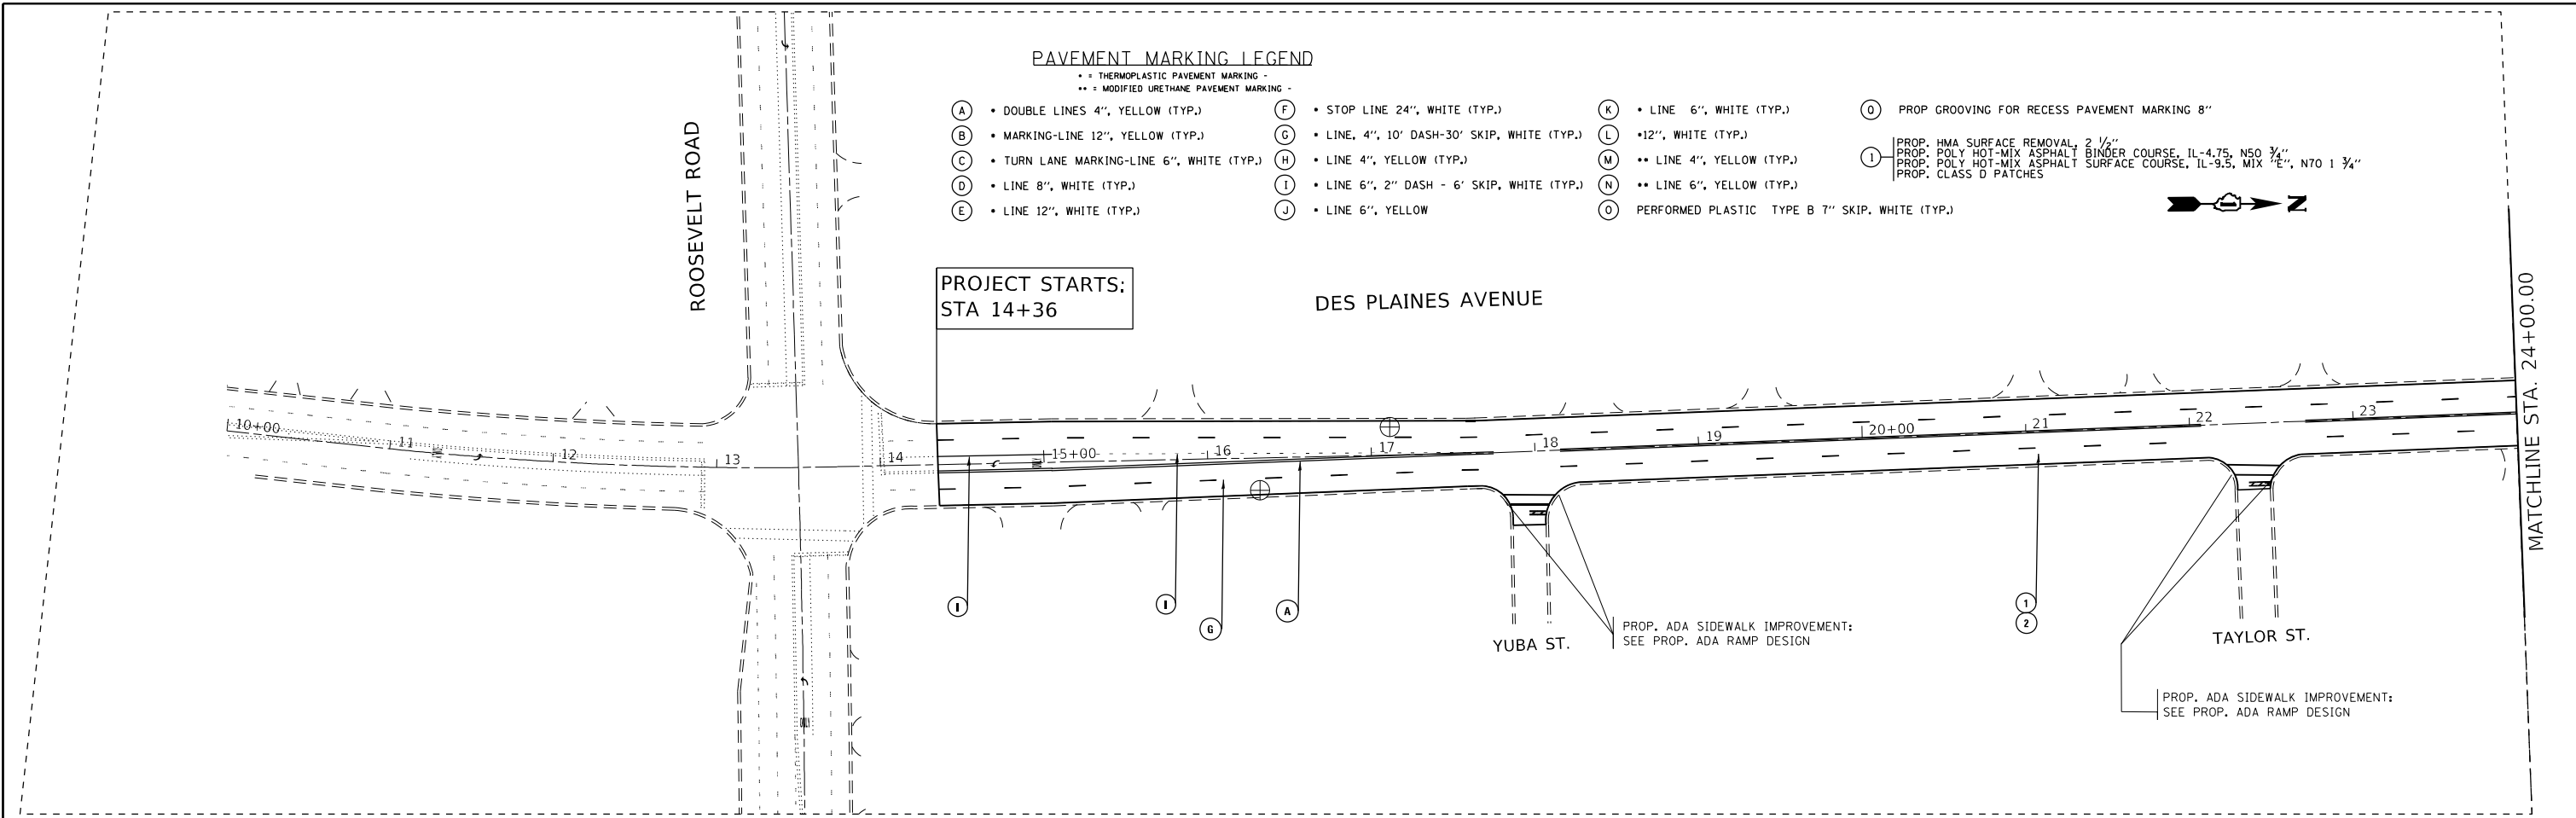 PAVEMENT MARKING LEGEND
* = THERMOPLASTIC PAVEMENT MARKING -
** = MODIFIED URETHANE PAVEMENT MARKING -
A * DOUBLE LINES 4", YELLOW (TYP.)
B * MARKING-LINE 12", YELLOW (TYP.)
C * TURN LANE MARKING-LINE 6", WHITE (TYP.)
D * LINE 8", WHITE (TYP.)
E * LINE 12", WHITE (TYP.)
F * STOP LINE 24", WHITE (TYP.)
G * LINE, 4", 10' DASH-30' SKIP, WHITE (TYP.)
H * LINE 4", YELLOW (TYP.)
I * LINE 6", 2" DASH - 6' SKIP, WHITE (TYP.)
J * LINE 6", YELLOW
K * LINE 6", WHITE (TYP.)
L *12", WHITE (TYP.)
M ** LINE 4", YELLOW (TYP.)
N ** LINE 6", YELLOW (TYP.)
O PERFORMED PLASTIC TYPE B 7" SKIP. WHITE (TYP.)
Q PROP GROOVING FOR RECESS PAVEMENT MARKING 8"
1 PROP. HMA SURFACE REMOVAL, 2 1/2"
PROP. POLY HOT-MIX ASPHALT BINDER COURSE, IL-4.75, N50 3/4"
PROP. POLY HOT-MIX ASPHALT SURFACE COURSE, IL-9.5, MIX "E", N70 1 3/4"
PROP. CLASS D PATCHES
N
ROOSEVELT ROAD
PROJECT STARTS:
STA 14+36
DES PLAINES AVENUE
MATCHLINE STA. 24+00.00
10+00
11
12
13
14
15+00
16
17
18
19
20+00
21
22
23
I
I
G
A
1
2
YUBA ST.
PROP. ADA SIDEWALK IMPROVEMENT:
SEE PROP. ADA RAMP DESIGN
TAYLOR ST.
PROP. ADA SIDEWALK IMPROVEMENT:
SEE PROP. ADA RAMP DESIGN